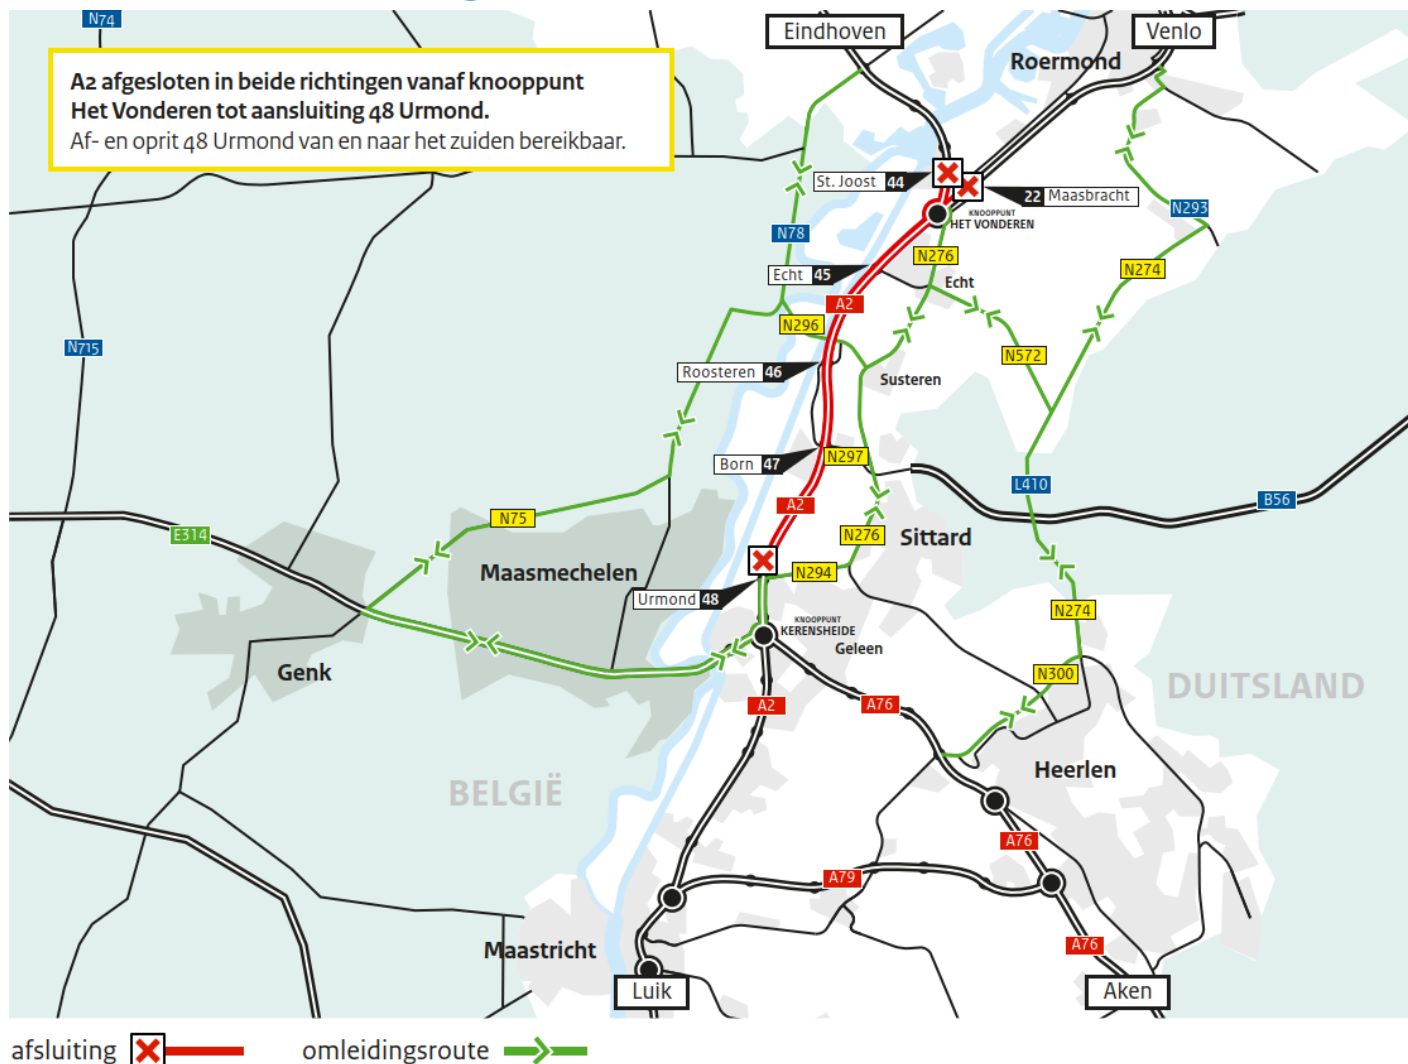 N74
Eindhoven
Venlo
Roermond
A2 afgesloten in beide richtingen vanaf knooppunt
Het Vonderen tot aansluiting 48 Urmond.
Af- en oprit 48 Urmond van en naar het zuiden bereikbaar.
St. Joost 44
22 Maasbracht
KNOOPPUNT
HET VONDEREN
N293
N78
N276
N274
Echt 45
Echt
A2
N296
N715
N572
Roosteren 46
Susteren
Born 47
N297
L410
B56
A2
N75
E314
N276
Sittard
Maasmechelen
N294
Urmond 48
N274
KNOOPPUNT
KERENSHEIDE
Geleen
Genk
N300
DUITSLAND
A2
A76
Heerlen
BELGIË
A76
A79
Maastricht
A76
Luik
Aken
afsluiting
omleidingsroute